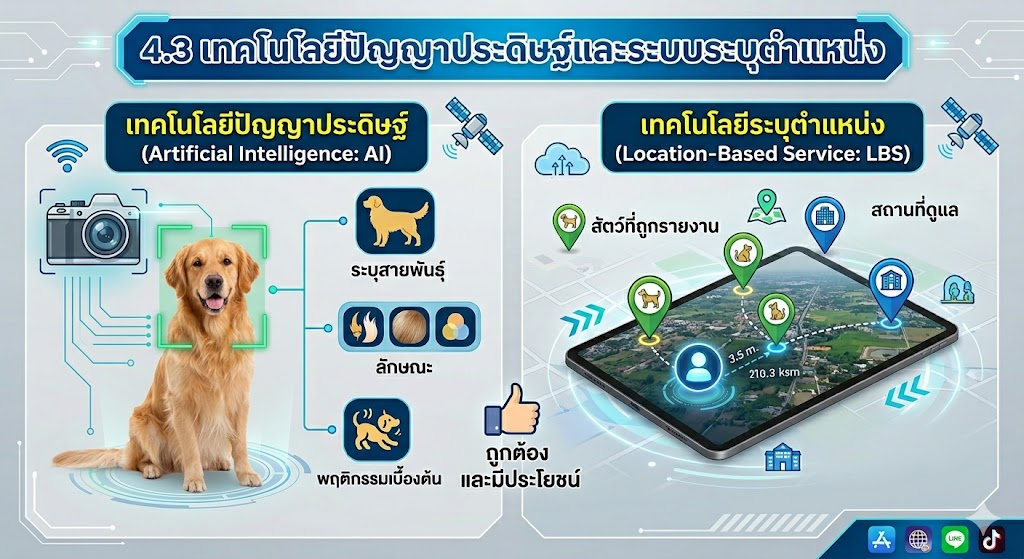 4.3 เทคโนโลยีปัญญาประดิษฐ์และระบบระบุตำแหน่ง
เทคโนโลยีปัญญาประดิษฐ์
(Artificial Intelligence: AI)
ระบุสายพันธุ์
ลักษณะ
พฤติกรรมเบื้องต้น
ถูกต้อง
และมีประโยชน์
เทคโนโลยีระบุตำแหน่ง
(Location-Based Service: LBS)
สัตว์ที่ถูกรายงาน
สถานที่ดูแล
3.5 m.
210.3 ksm
LINE